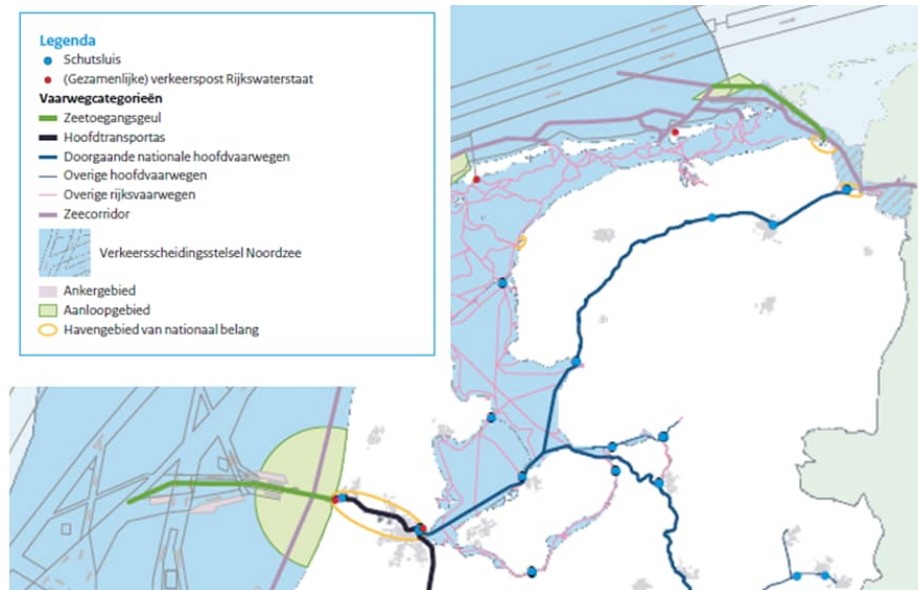 Legenda
Schutsluis
(Gezamenlijke) verkeerspost Rijkswaterstaat
Vaarwegcategorieën
Zeetoegangsgeul
Hoofdtransportas
Doorgaande nationale hoofdvaarwegen
Overige hoofdvaarwegen
Overige rijksvaarwegen
Zeecorridor
Verkeersscheidingsstelsel Noordzee
Ankergebied
Aanloopgebied
Havengebied van nationaal belang